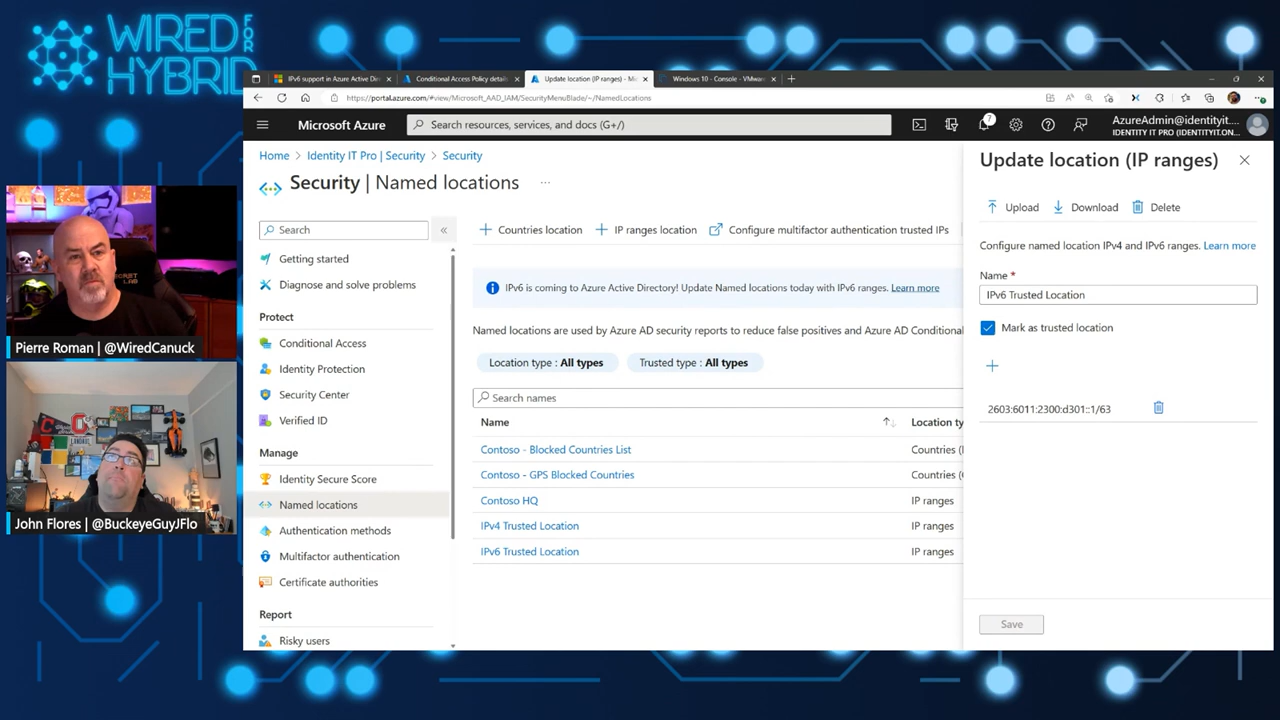 WIRED
FOR
HYBRID
IPv6 support in Azure Active Dire
Conditional Access Policy details
Update location (IP ranges) - Mic
Windows 10 - Console - VMware
https://portal.azure.com/#view/Microsoft_AAD_IAM/SecurityMenuBlade/~/NamedLocations
Microsoft Azure
Search resources, services, and docs (G+/)
7
AzureAdmin@identityit....
IDENTITY IT PRO (IDENTITYIT.ON...
Home > Identity IT Pro | Security > Security
Security | Named locations ...
Search
Getting started
Diagnose and solve problems
Protect
Conditional Access
Identity Protection
Security Center
Verified ID
Manage
Identity Secure Score
Named locations
Authentication methods
Multifactor authentication
Certificate authorities
Report
Risky users
Countries location
IP ranges location
Configure multifactor authentication trusted IPs
IPv6 is coming to Azure Active Directory! Update Named locations today with IPv6 ranges. Learn more
Named locations are used by Azure AD security reports to reduce false positives and Azure AD Conditional
Location type : All types
Trusted type : All types
Search names
Name
Location ty
Contoso - Blocked Countries List
Countries (
Contoso - GPS Blocked Countries
Countries (
Contoso HQ
IP ranges
IPv4 Trusted Location
IP ranges
IPv6 Trusted Location
IP ranges
Update location (IP ranges)
Upload
Download
Delete
Configure named location IPv4 and IPv6 ranges. Learn more
Name *
IPv6 Trusted Location
Mark as trusted location
2603:6011:2300:d301::1/63
Save
Pierre Roman | @WiredCanuck
John Flores | @BuckeyeGuyJFlo